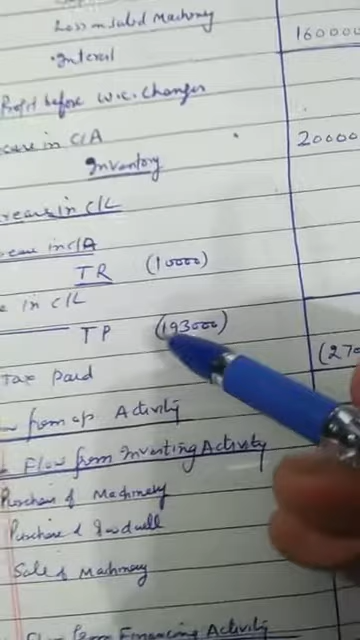 Loss on sale of Machinery
Interest
160000
Profit before W.C. Changes
in C/A
20000
Inventory
in C/L
in C/A
TR (10000)
in C/L
TP (193000)
(270
Tax Paid
from op Activity
Flow from Investing Activity
Purchase of Machinery
Purchase of goodwill
Sale of Machinery
from Financing Activity